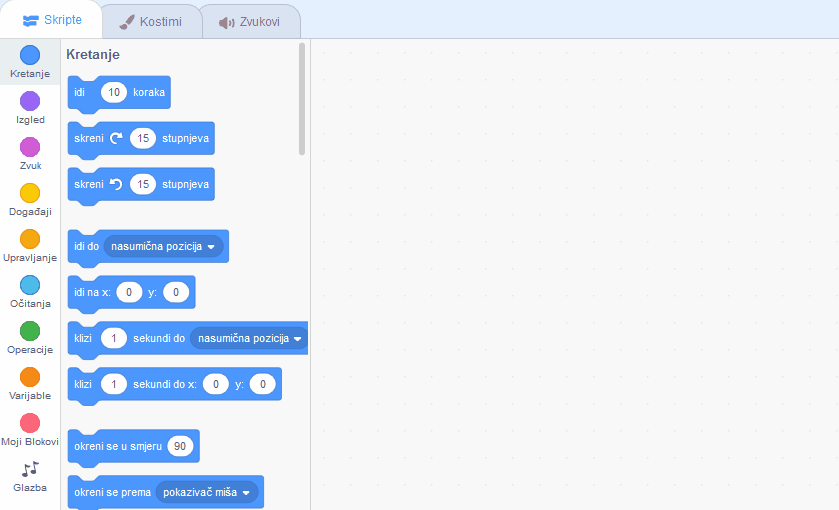 Skripte
Kostimi
Zvukovi
Kretanje
Izgled
Zvuk
Događaji
Upravljanje
Očitanja
Operacije
Varijable
Moji Blokovi
Glazba
Kretanje
idi 10 koraka
skreni 15 stupnjeva
skreni 15 stupnjeva
idi do nasumična pozicija
idi na x: 0 y: 0
klizi 1 sekundi do nasumična pozicija
klizi 1 sekundi do x: 0 y: 0
okreni se u smjeru 90
okreni se prema pokazivač miša